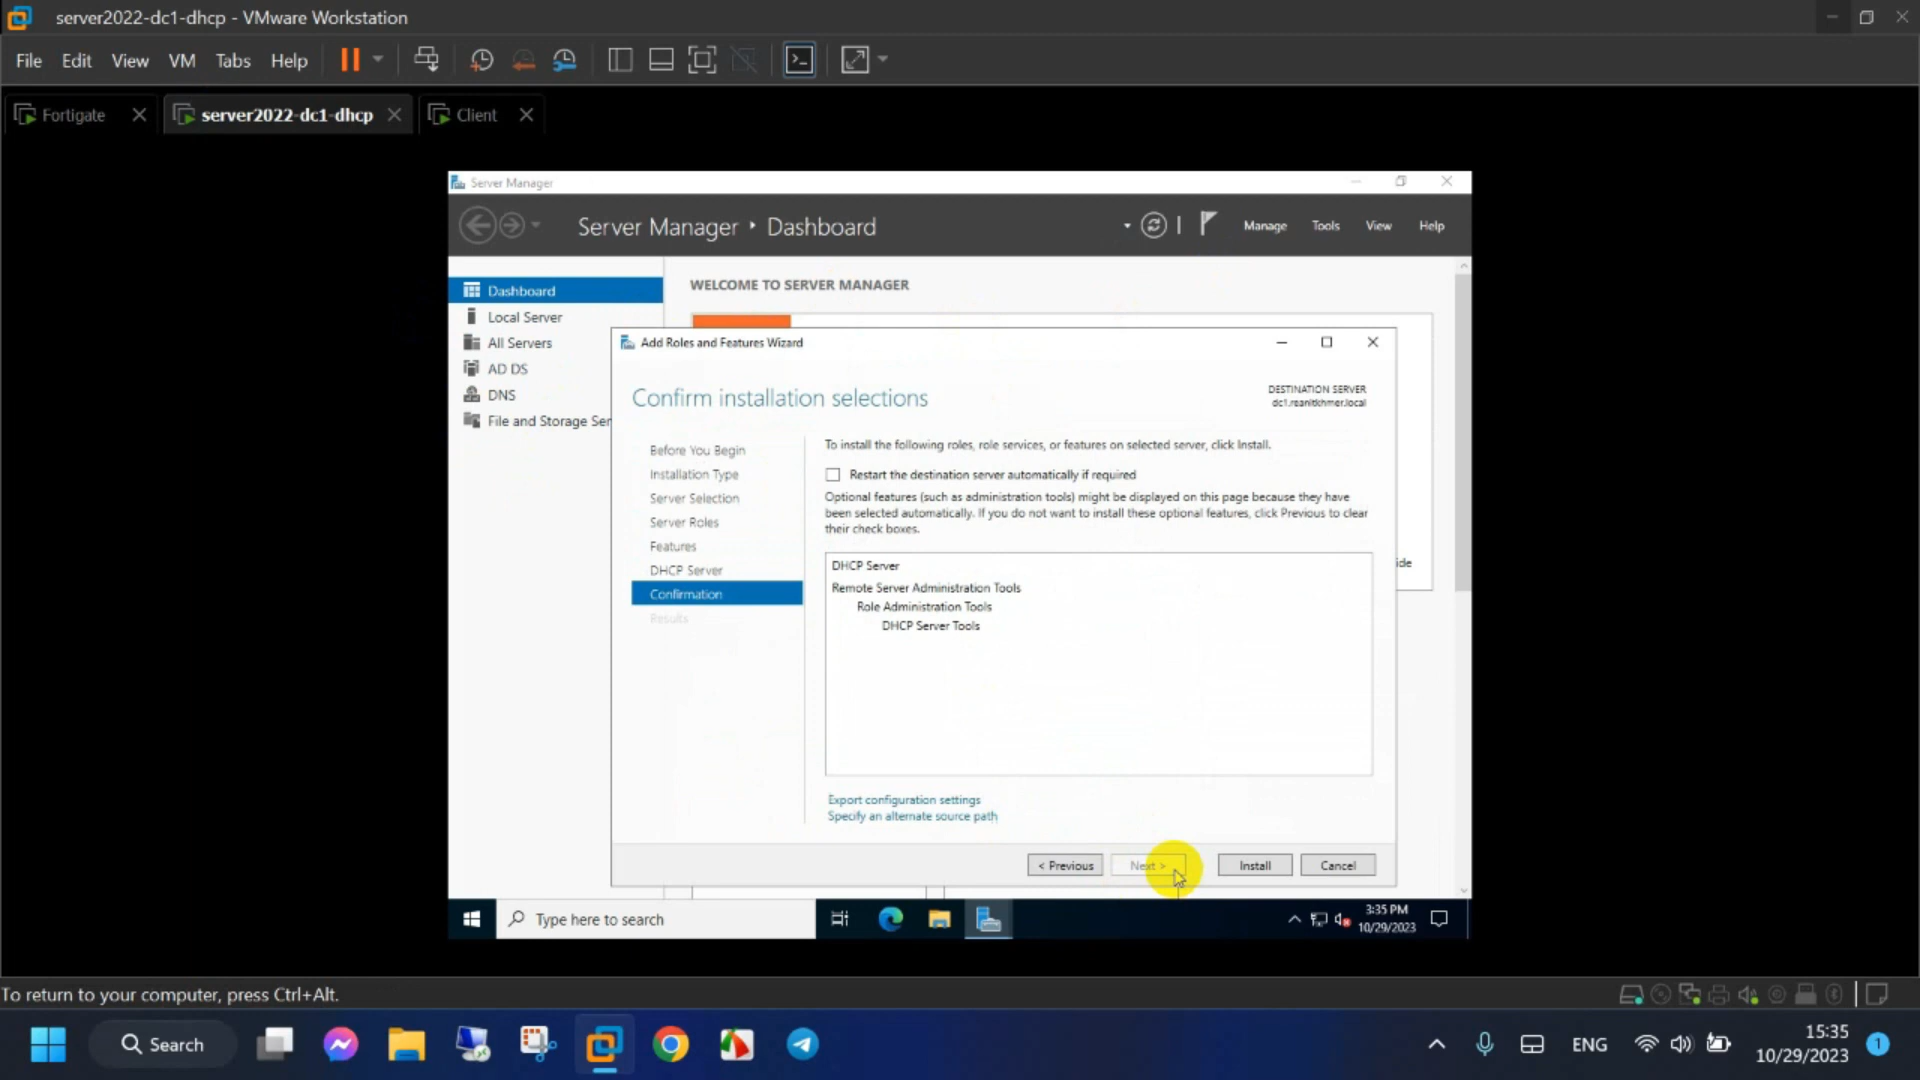 server2022-dc1-dhcp - VMware Workstation
File Edit View VM Tabs Help
Fortigate server2022-dc1-dhcp Client
Server Manager
Server Manager ‣ Dashboard
Manage Tools View Help
Dashboard
Local Server
All Servers
AD DS
DNS
File and Storage Ser
WELCOME TO SERVER MANAGER
Add Roles and Features Wizard
Confirm installation selections
DESTINATION SERVER
dc1.reanitkhmer.local
Before You Begin
Installation Type
Server Selection
Server Roles
Features
DHCP Server
Confirmation
Results
To install the following roles, role services, or features on selected server, click Install.
Restart the destination server automatically if required
Optional features (such as administration tools) might be displayed on this page because they have
been selected automatically. If you do not want to install these optional features, click Previous to clear
their check boxes.
DHCP Server
Remote Server Administration Tools
Role Administration Tools
DHCP Server Tools
ide
Export configuration settings
Specify an alternate source path
< Previous Next > Install Cancel
Type here to search
3:35 PM
10/29/2023
To return to your computer, press Ctrl+Alt.
Search
ENG
15:35
10/29/2023
1